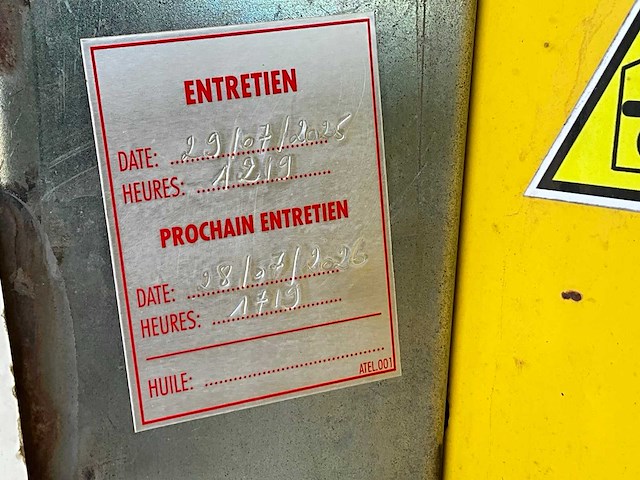 ENTRETIEN
DATE: 29/07/2025
HEURES: 1219
PROCHAIN ENTRETIEN
DATE: 28/07/2026
HEURES: 1719
HUILE:
ATEL.001